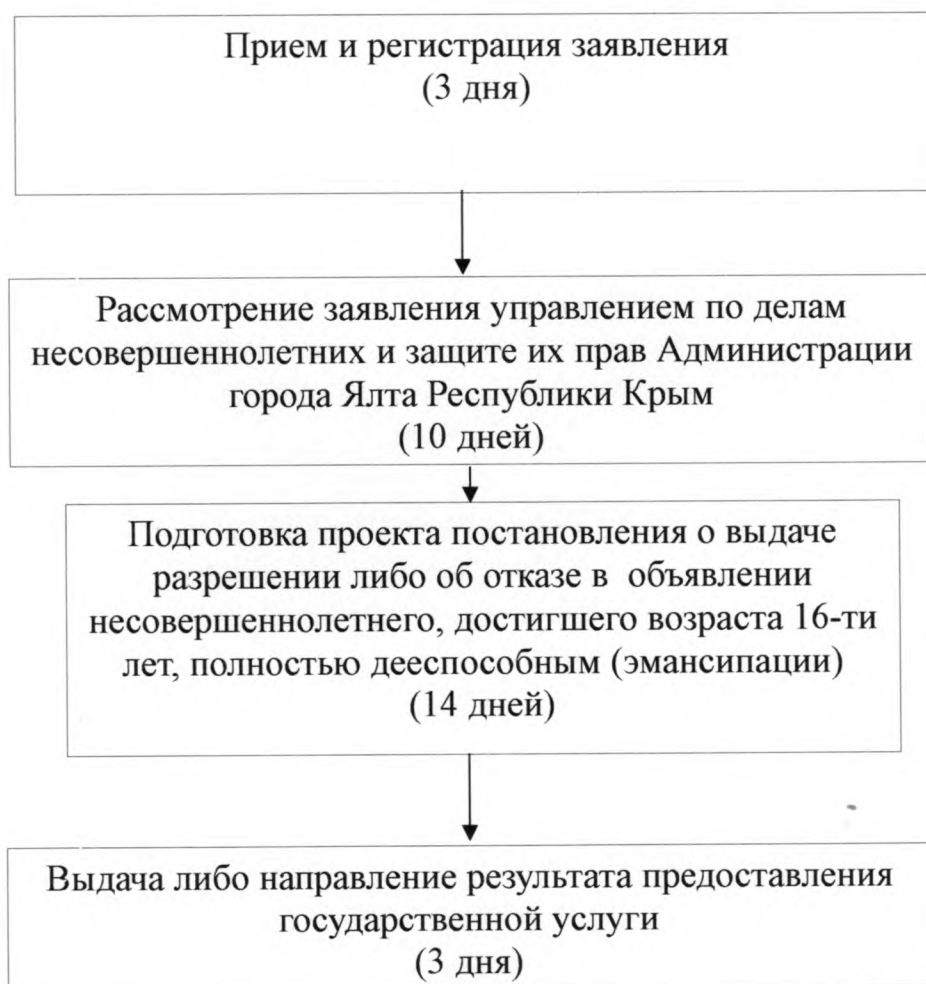 Прием и регистрация заявления
(3 дня)
Рассмотрение заявления управлением по делам
несовершеннолетних и защите их прав Администрации
города Ялта Республики Крым
(10 дней)
Подготовка проекта постановления о выдаче
разрешении либо об отказе в  объявлении
несовершеннолетнего, достигшего возраста 16-ти
лет, полностью дееспособным (эмансипации)
(14 дней)
Выдача либо направление результата предоставления
государственной услуги
(3 дня)